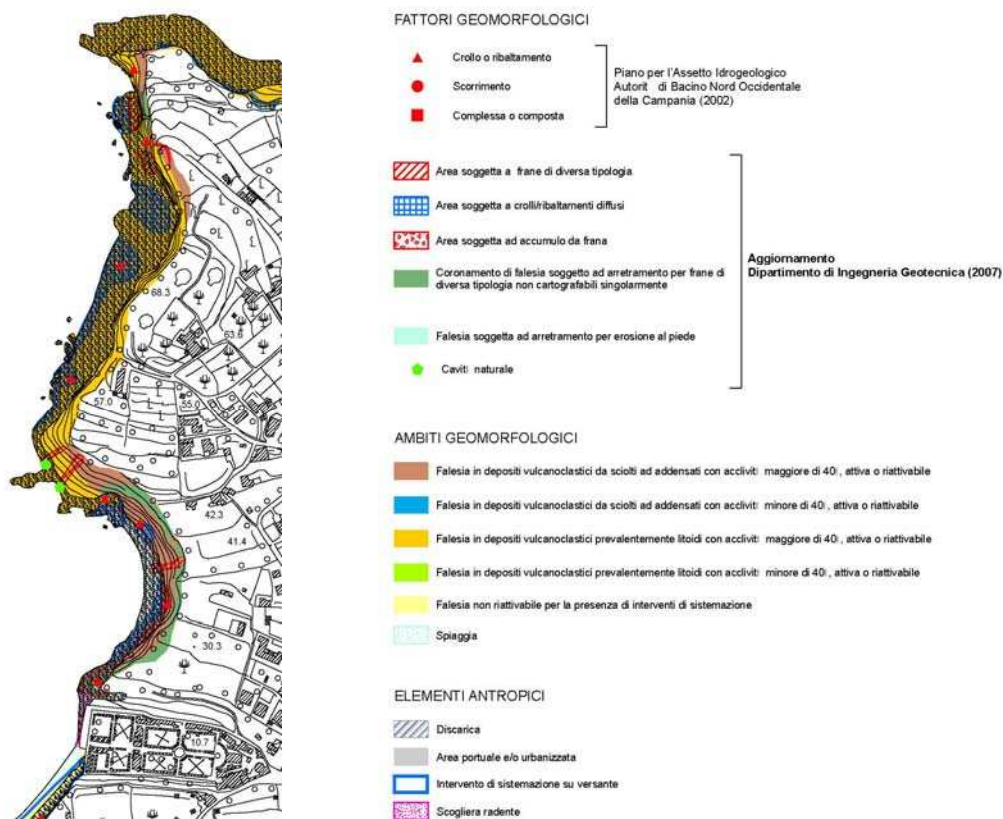 FATTORI GEOMORFOLOGICI
Crollo o ribaltamento
Scorrimento
Complessa o composta
Piano per l'Assetto Idrogeologico
Autorit di Bacino Nord Occidentale
della Campania (2002)
Area soggetta a frane di diversa tipologia
Area soggetta a crolli/ribaltamenti diffusi
Area soggetta ad accumulo da frana
Coronamento di falesia soggetto ad arretramento per frane di
diversa tipologia non cartografabili singolarmente
Falesia soggetta ad arretramento per erosione al piede
Cavit naturale
Aggiornamento
Dipartimento di Ingegneria Geotecnica (2007)
AMBITI GEOMORFOLOGICI
Falesia in depositi vulcanoclastici da sciolti ad addensati con acclivit maggiore di 40, attiva o riattivabile
Falesia in depositi vulcanoclastici da sciolti ad addensati con acclivit minore di 40, attiva o riattivabile
Falesia in depositi vulcanoclastici prevalentemente litoidi con acclivit maggiore di 40, attiva o riattivabile
Falesia in depositi vulcanoclastici prevalentemente litoidi con acclivit minore di 40, attiva o riattivabile
Falesia non riattivabile per la presenza di interventi di sistemazione
Spiaggia
ELEMENTI ANTROPICI
Discarica
Area portuale e/o urbanizzata
Intervento di sistemazione su versante
Scogliera radente
68.3
63.6
57.0
55.0
42.3
41.4
30.3
10.7